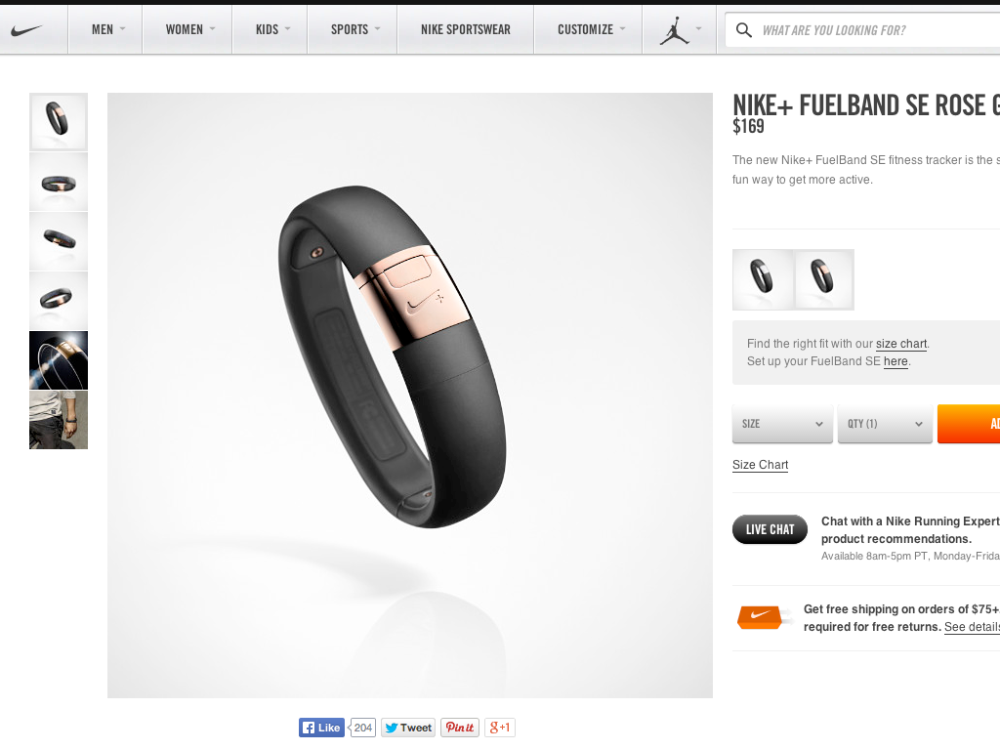 MEN
WOMEN
KIDS
SPORTS
NIKE SPORTSWEAR
CUSTOMIZE
WHAT ARE YOU LOOKING FOR?
NIKE+ FUELBAND SE ROSE G
$169
The new Nike+ FuelBand SE fitness tracker is the s
fun way to get more active.
Find the right fit with our size chart.
Set up your FuelBand SE here.
SIZE
QTY (1)
AD
Size Chart
LIVE CHAT
Chat with a Nike Running Expert
product recommendations.
Available 8am-5pm PT, Monday-Frida
Get free shipping on orders of $75+.
required for free returns. See details
Like
204
Tweet
Pin it
g+1